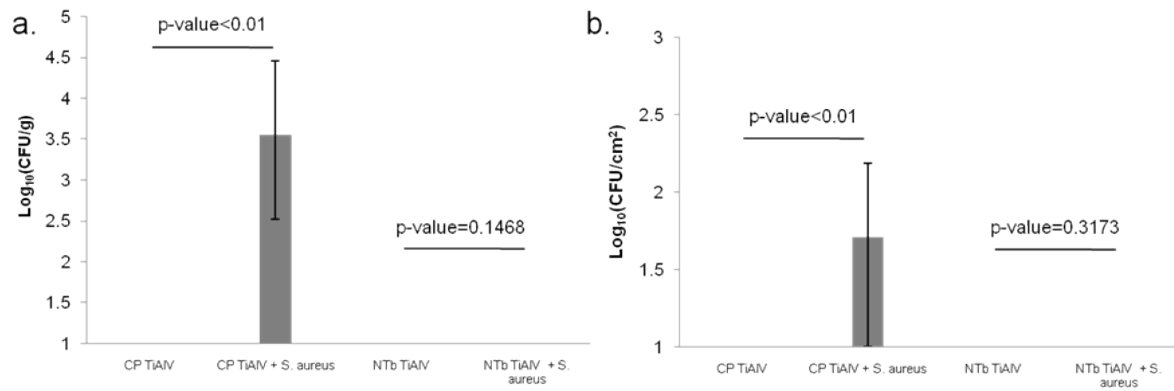 a.
p-value<0.01
p-value=0.1468
Log₁₀(CFU/g)
5
4.5
4
3.5
3
2.5
2
1.5
1
CP TiAlV
CP TiAlV + S. aureus
NTb TiAlV
NTb TiAlV + S.
aureus
b.
p-value<0.01
p-value=0.3173
Log₁₀(CFU/cm²)
3
2.5
2
1.5
1
CP TiAlV
CP TiAlV + S. aureus
NTb TiAlV
NTb TiAlV + S.
aureus